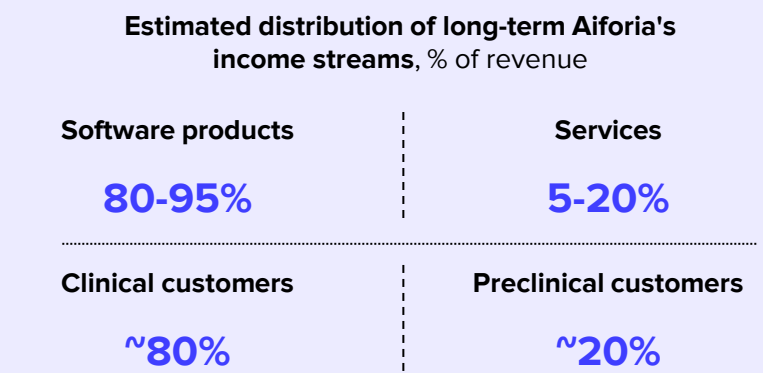 Estimated distribution of long-term Aiforia's
income streams, % of revenue
Software products
Services
80-95%
5-20%
Clinical customers
Preclinical customers
~80%
~20%